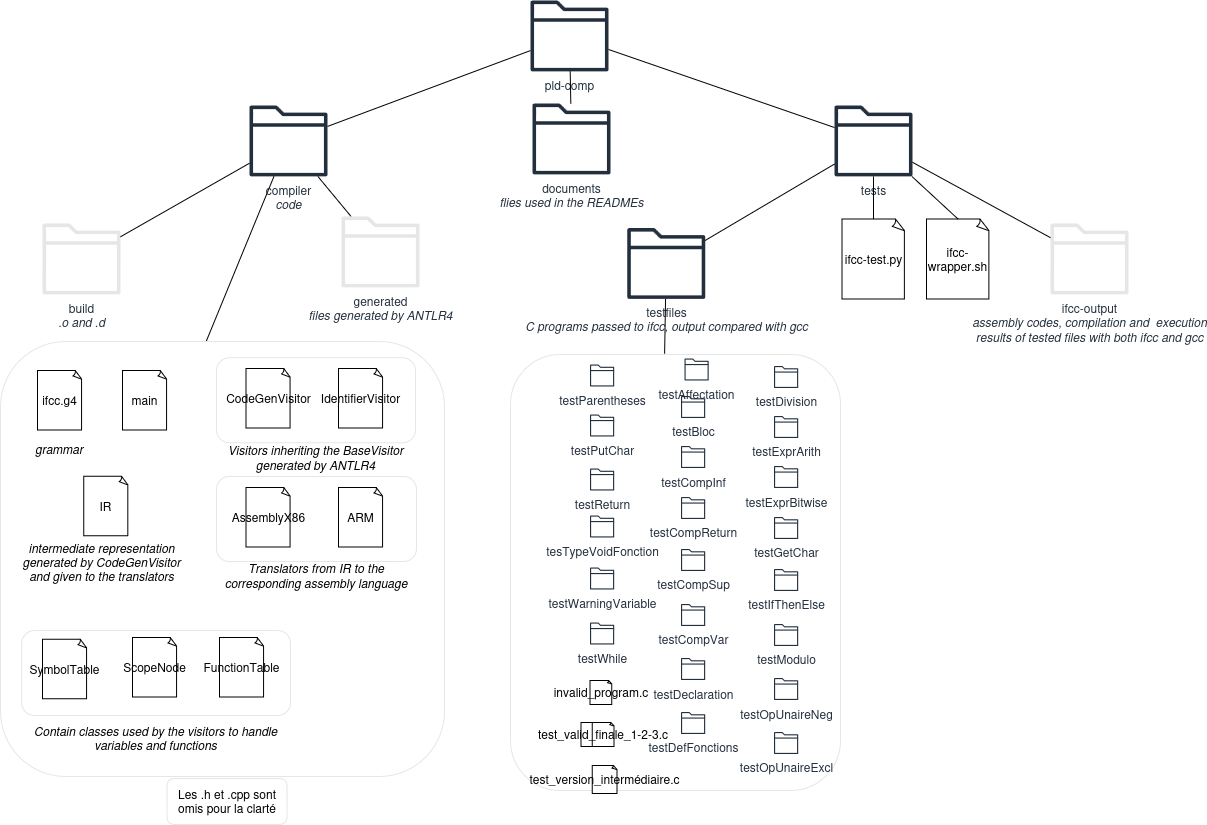 pld-comp
compiler
code
documents
flies used in the READMEs
tests
build
.o and .d
generated
files generated by ANTLR4
testfiles
C programs passed to ifcc, output compared with gcc
ifcc-test.py
ifcc-
wrapper.sh
ifcc-output
assembly codes, compilation and execution
results of tested files with both ifcc and gcc
ifcc.g4
main
grammar
CodeGenVisitor
IdentifierVisitor
Visitors inheriting the BaseVisitor
generated by ANTLR4
IR
intermediate representation
generated by CodeGenVisitor
and given to the translators
AssemblyX86
ARM
Translators from IR to the
corresponding assembly language
SymbolTable
ScopeNode
FunctionTable
Contain classes used by the visitors to handle
variables and functions
Les .h et .cpp sont
omis pour la clarté
testParentheses
testPutChar
testReturn
tesTypeVoidFonction
testWarningVariable
testWhile
invalid_program.c
test_valid_finale_1-2-3.c
test_version_intermédiaire.c
testAffectation
testBloc
testCompInf
testCompReturn
testCompSup
testCompVar
testDeclaration
testDefFonctions
testDivision
testExprArith
testExprBitwise
testGetChar
testIfThenElse
testModulo
testOpUnaireNeg
testOpUnaireExcl